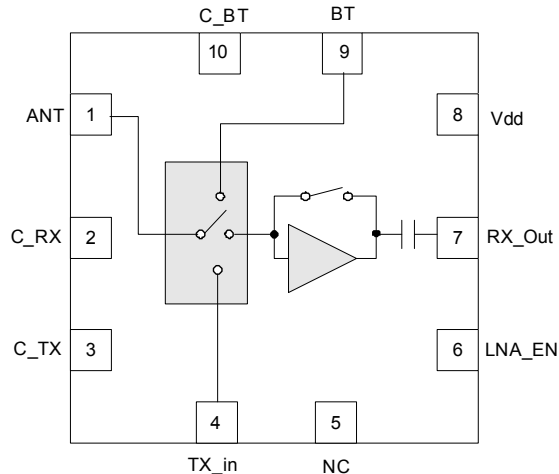 C_BT BT
10 9
ANT 1 8 Vdd
C_RX 2 7 RX_Out
C_TX 3 6 LNA_EN
4 5
TX_in NC